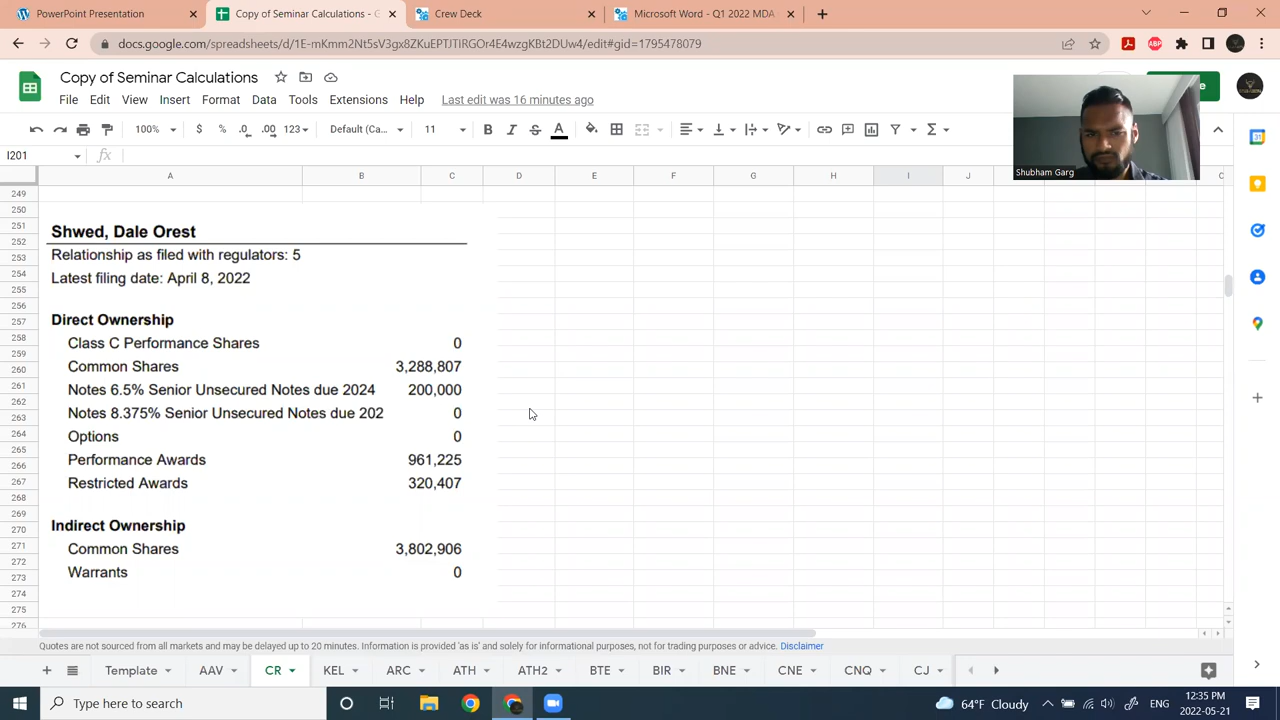 PowerPoint Presentation
Copy of Seminar Calculations - G
Crew Deck
Microsoft Word - Q1 2022 MDA
Copy of Seminar Calculations
File Edit View Insert Format Data Tools Extensions Help Last edit was 16 minutes ago
100% $ % .0 .00 123 Default (Ca... 11 B I S A
I201 fx
Shubham Garg
A B C D E F G H I J K L M N C
249
250
251
252
253
254
255
256
257
258
259
260
261
262
263
264
265
266
267
268
269
270
271
272
273
274
275
276
Shwed, Dale Orest
Relationship as filed with regulators: 5
Latest filing date: April 8, 2022
Direct Ownership
Class C Performance Shares 0
Common Shares 3,288,807
Notes 6.5% Senior Unsecured Notes due 2024 200,000
Notes 8.375% Senior Unsecured Notes due 202 0
Options 0
Performance Awards 961,225
Restricted Awards 320,407
Indirect Ownership
Common Shares 3,802,906
Warrants 0
Quotes are not sourced from all markets and may be delayed up to 20 minutes. Information is provided 'as is' and solely for informational purposes, not for trading purposes or advice. Disclaimer
Template AAV CR KEL ARC ATH ATH2 BTE BIR BNE CNE CNQ CJ
Type here to search
64°F Cloudy
ENG
12:35 PM
2022-05-21